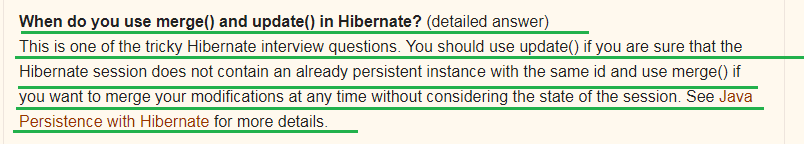 When do you use merge() and update() in Hibernate? (detailed answer)
This is one of the tricky Hibernate interview questions. You should use update() if you are sure that the
Hibernate session does not contain an already persistent instance with the same id and use merge() if
you want to merge your modifications at any time without considering the state of the session. See Java
Persistence with Hibernate for more details.